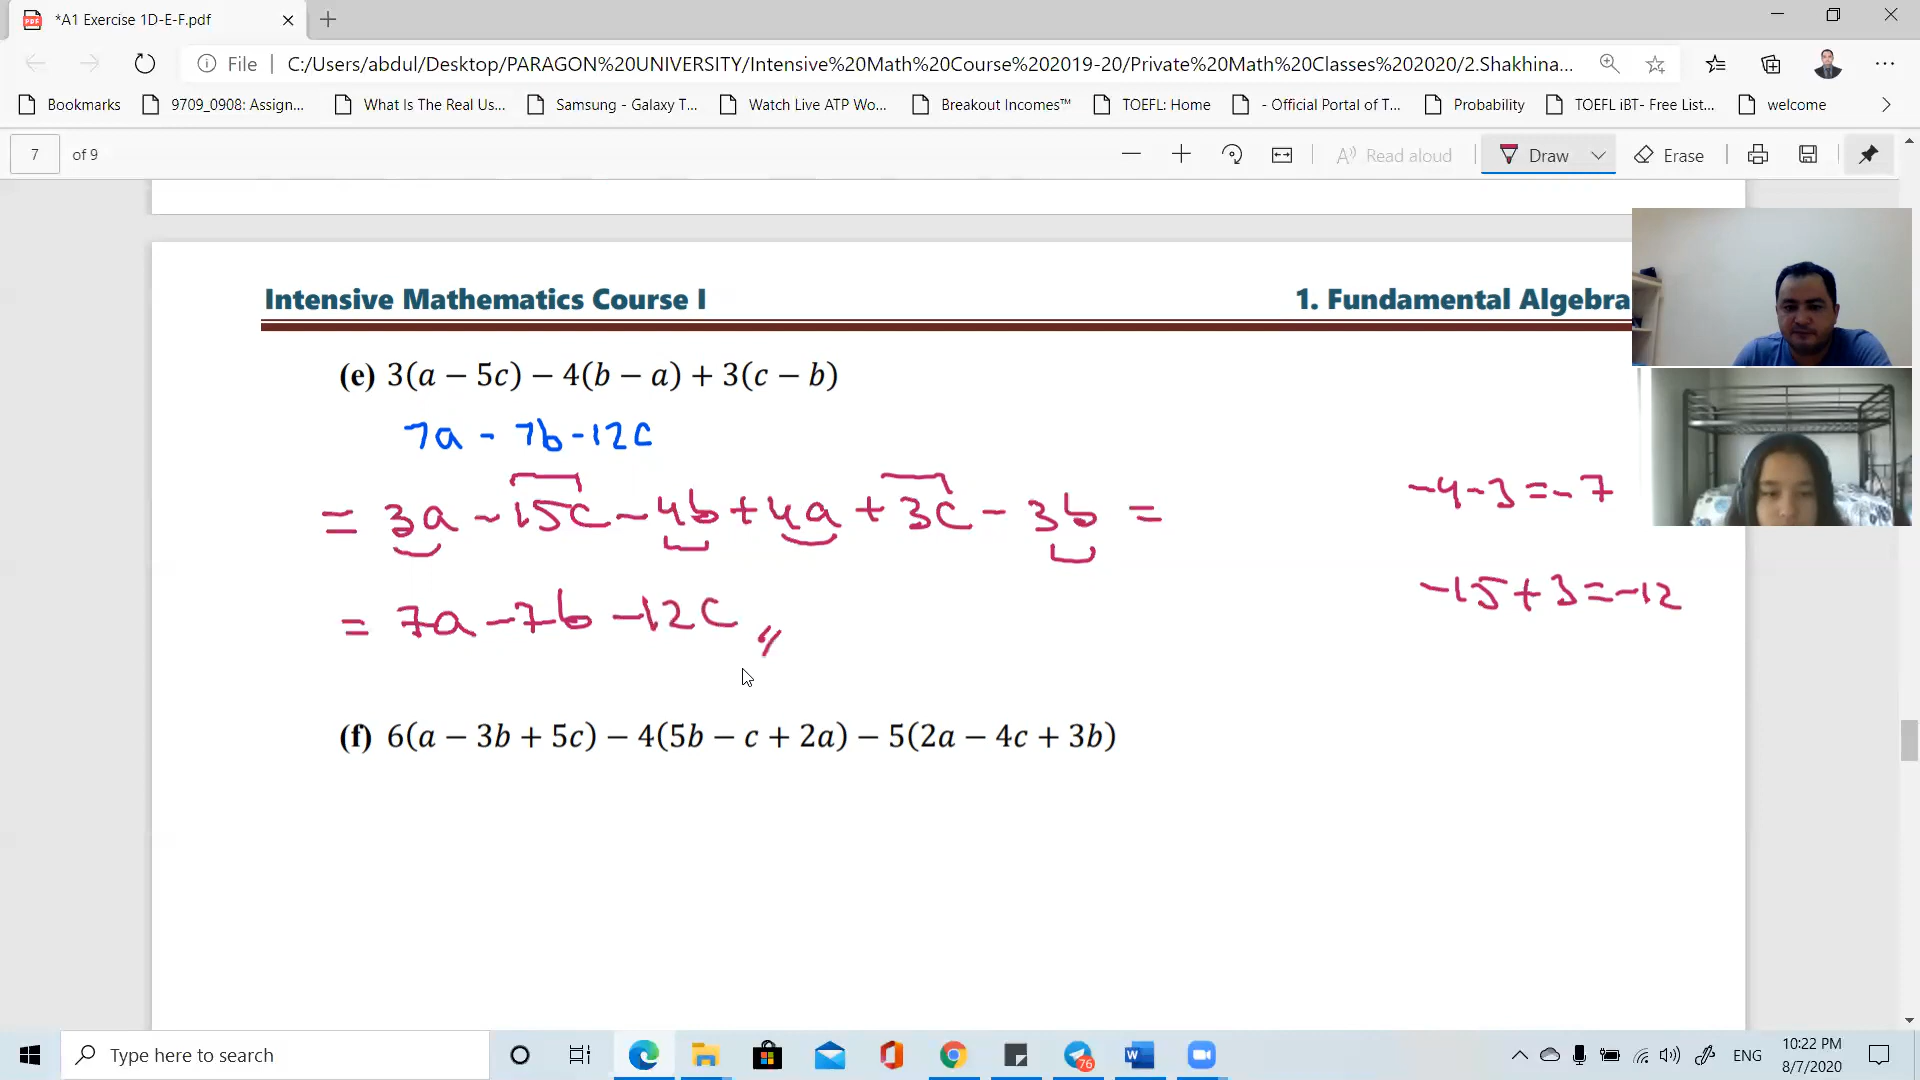 *A1 Exercise 1D-E-F.pdf
File | C:/Users/abdul/Desktop/PARAGON%20UNIVERSITY/Intensive%20Math%20Course%202019-20/Private%20Math%20Classes%202020/2.Shakhina...
Bookmarks 9709_0908: Assign... What Is The Real Us... Samsung - Galaxy T... Watch Live ATP Wo... Breakout Incomes™ TOEFL: Home - Official Portal of T... Probability TOEFL iBT- Free List... welcome
7 of 9 Read aloud Draw Erase
Intensive Mathematics Course I 1. Fundamental Algebra
(e) 3(a − 5c) − 4(b − a) + 3(c − b)
7a - 7b - 12c
= 3a - 15c - 4b + 4a + 3c - 3b =
-4-3=-7
-15+3=-12
= 7a - 7b - 12c
(f) 6(a − 3b + 5c) − 4(5b − c + 2a) − 5(2a − 4c + 3b)
Type here to search
76
ENG
10:22 PM
8/7/2020